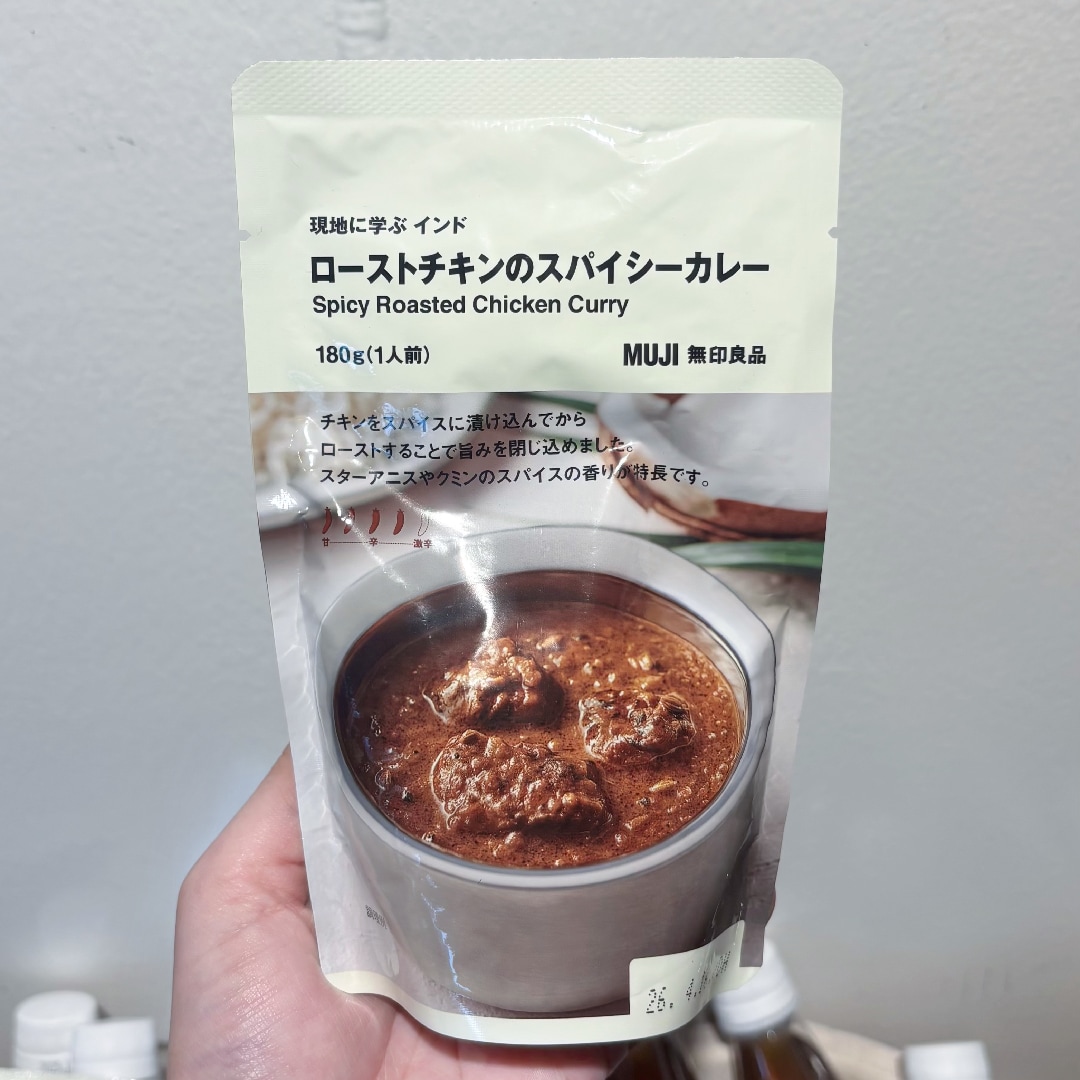 現地に学ぶ インド
ローストチキンのスパイシーカレー
Spicy Roasted Chicken Curry
180g(1人前)
MUJI 無印良品
チキンをスパイスに漬け込んでから
ローストすることで旨みを閉じ込めました。
スターアニスやクミンのスパイスの香りが特長です。
甘 辛 激辛
26.